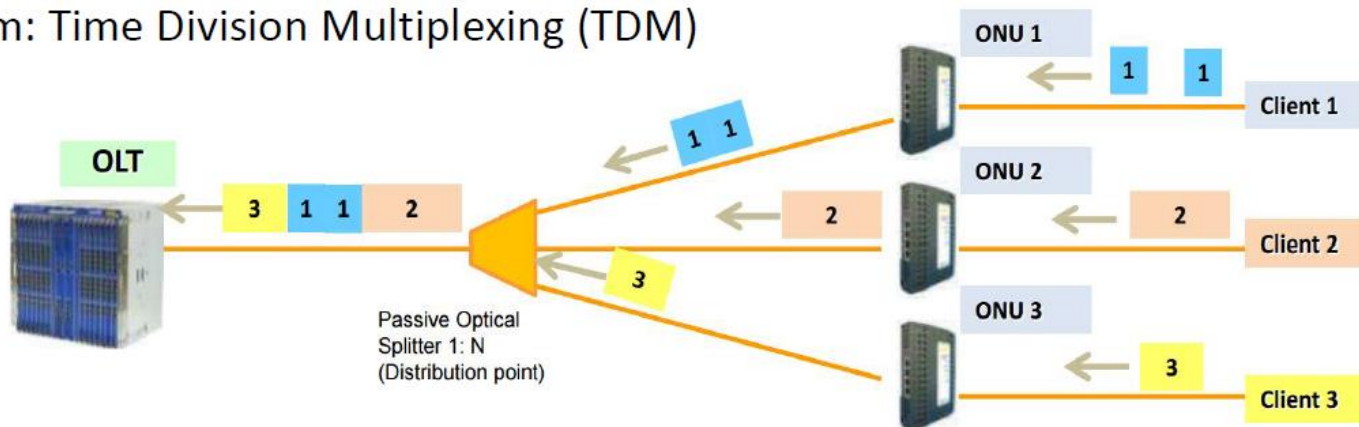 m: Time Division Multiplexing (TDM)
ONU 1
1 1
Client 1
1 1
OLT
ONU 2
3 1 1 2
2
2
Client 2
3
Passive Optical
Splitter 1: N
(Distribution point)
ONU 3
3
Client 3